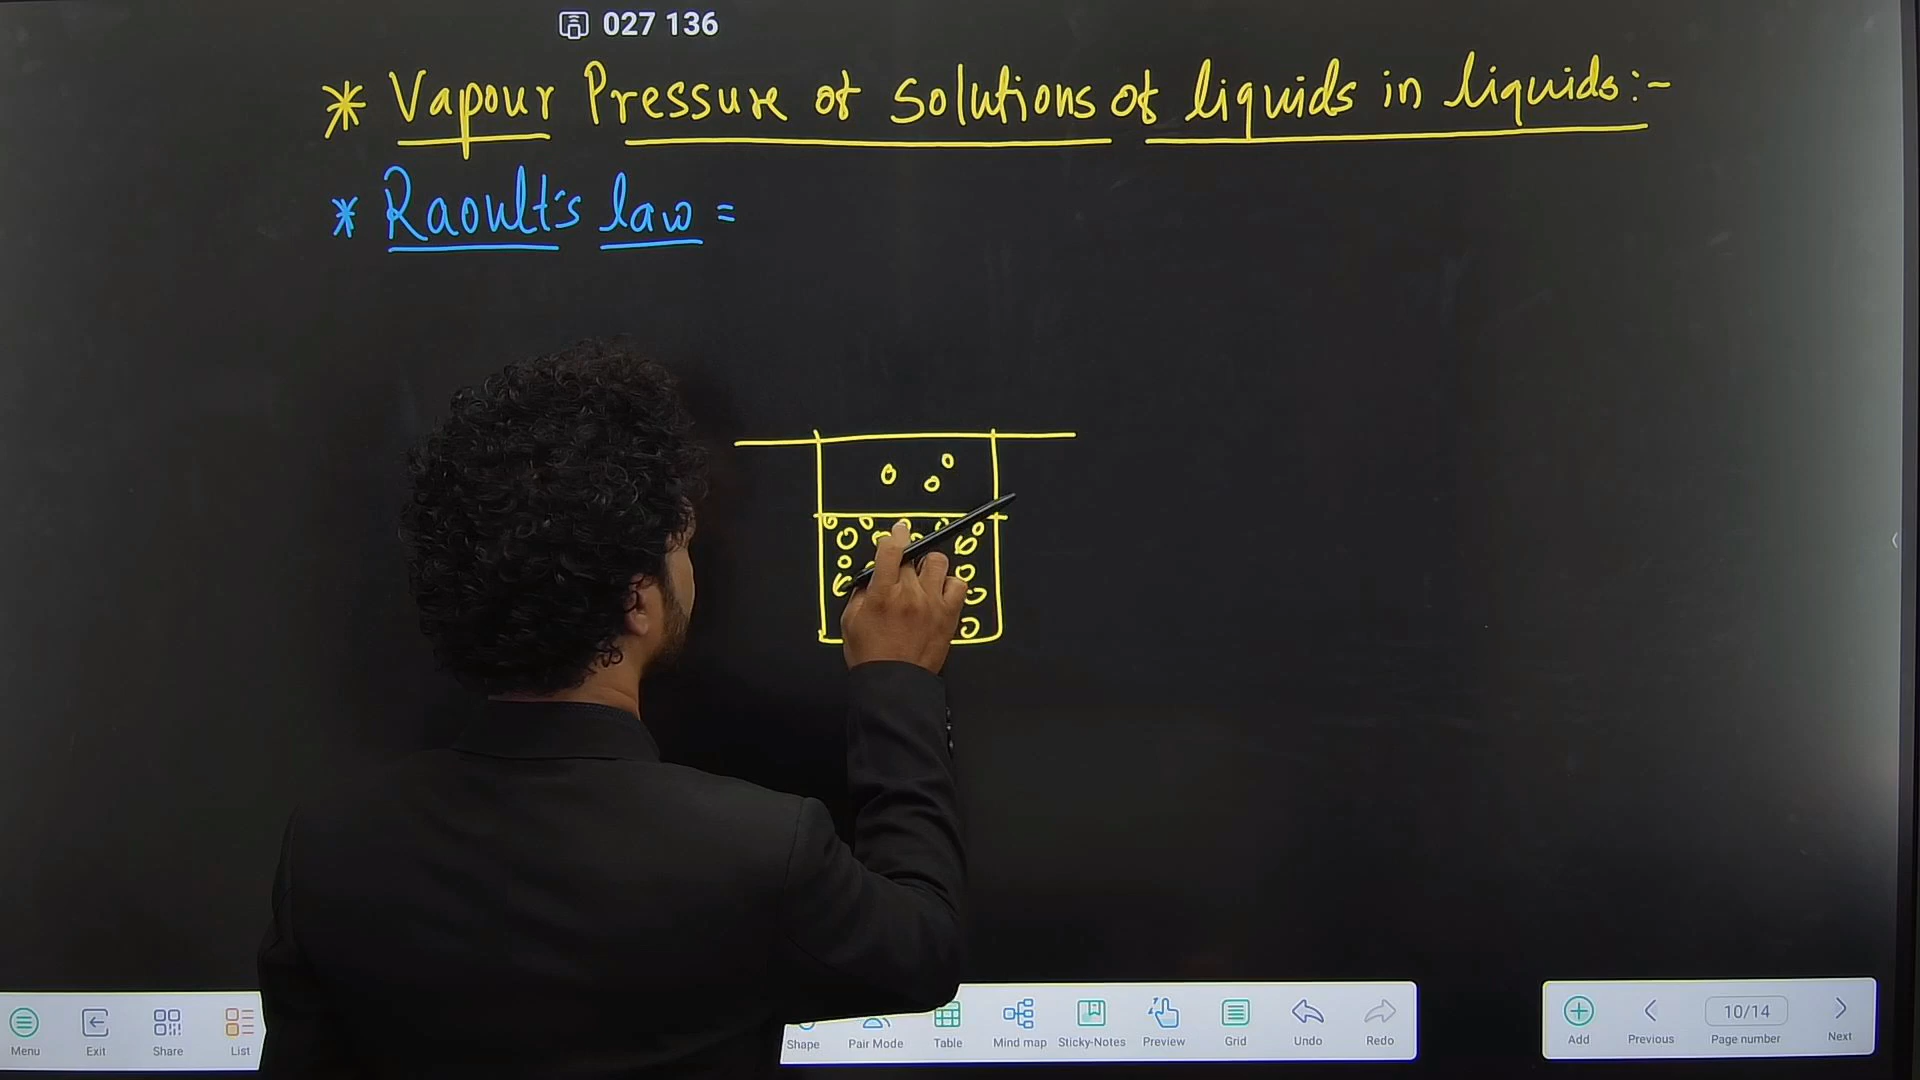 027 136
* Vapour Pressure of solutions of liquids in liquids:-
* Raoult's law =
Menu Exit Share List Shape Pair Mode Table Mind map Sticky-Notes Preview Grid Undo Redo Add Previous 10/14 Page number Next